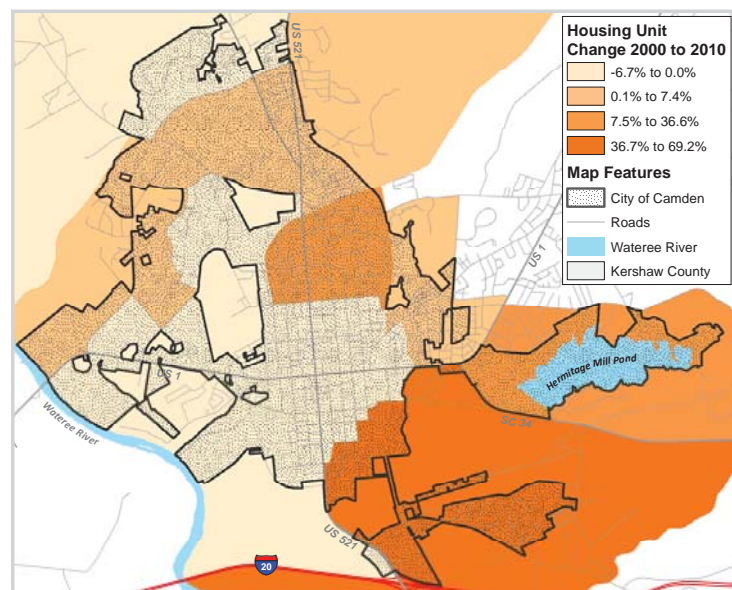 Housing Unit
Change 2000 to 2010
-6.7% to 0.0%
0.1% to 7.4%
7.5% to 36.6%
36.7% to 69.2%
Map Features
City of Camden
Roads
Wateree River
Kershaw County
US 521
US 1
Hermitage Mill Pond
US 1
Wateree River
SC 34
US 521
20